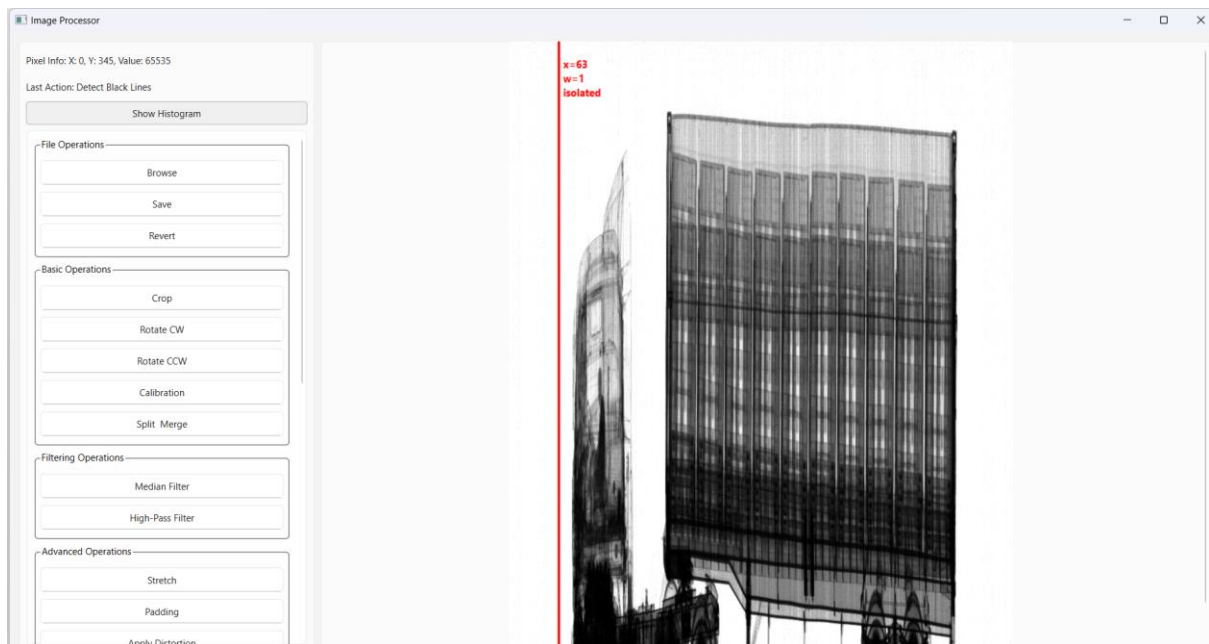 Image Processor
Pixel Info: X: 0, Y: 345, Value: 65535
Last Action: Detect Black Lines
Show Histogram
File Operations
Browse
Save
Revert
Basic Operations
Crop
Rotate CW
Rotate CCW
Calibration
Split Merge
Filtering Operations
Median Filter
High-Pass Filter
Advanced Operations
Stretch
Padding
Apply Distortion
x=63
w=1
isolated